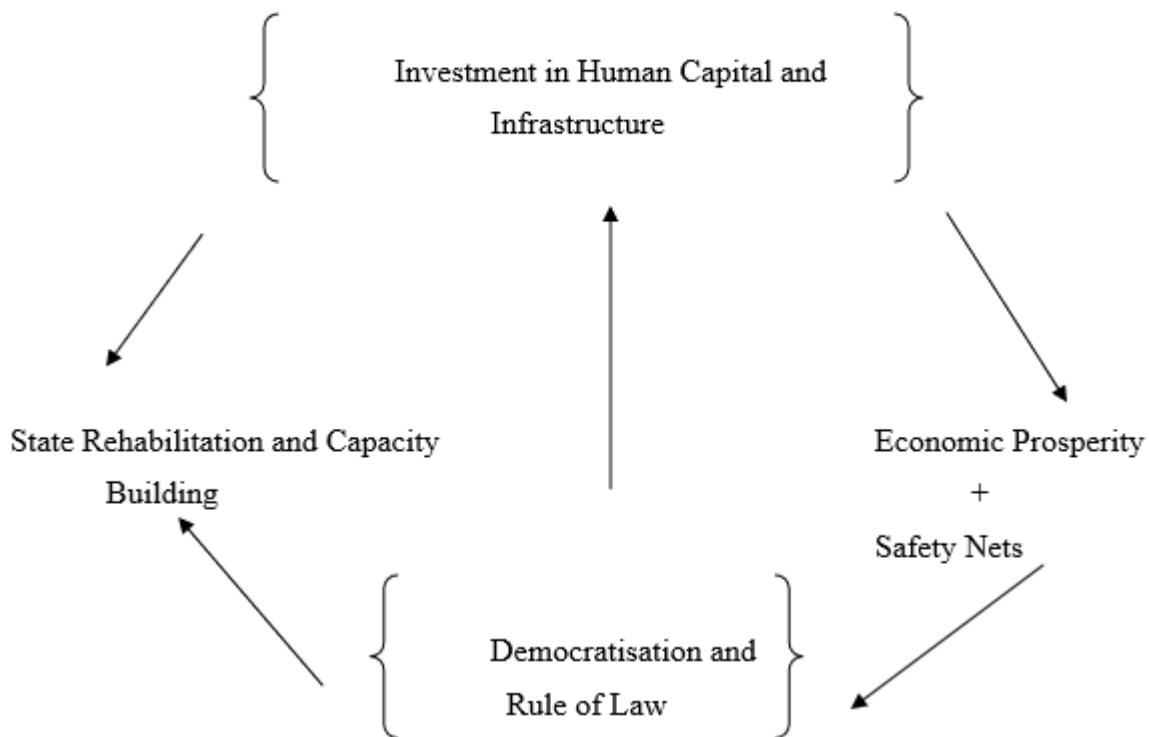 Investment in Human Capital and
Infrastructure
State Rehabilitation and Capacity
Building
Economic Prosperity
+
Safety Nets
Democratisation and
Rule of Law